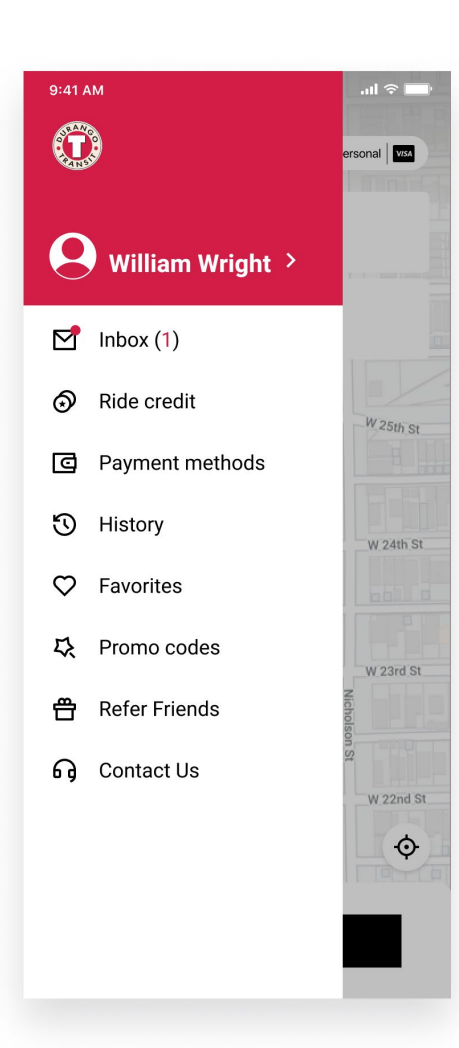 9:41 AM
DURANGO
T
TRANSIT
ersonal
VISA
William Wright
Inbox (1)
Ride credit
Payment methods
History
Favorites
Promo codes
Refer Friends
Contact Us
W 25th St
W 24th St
W 23rd St
Nicholson St
W 22nd St